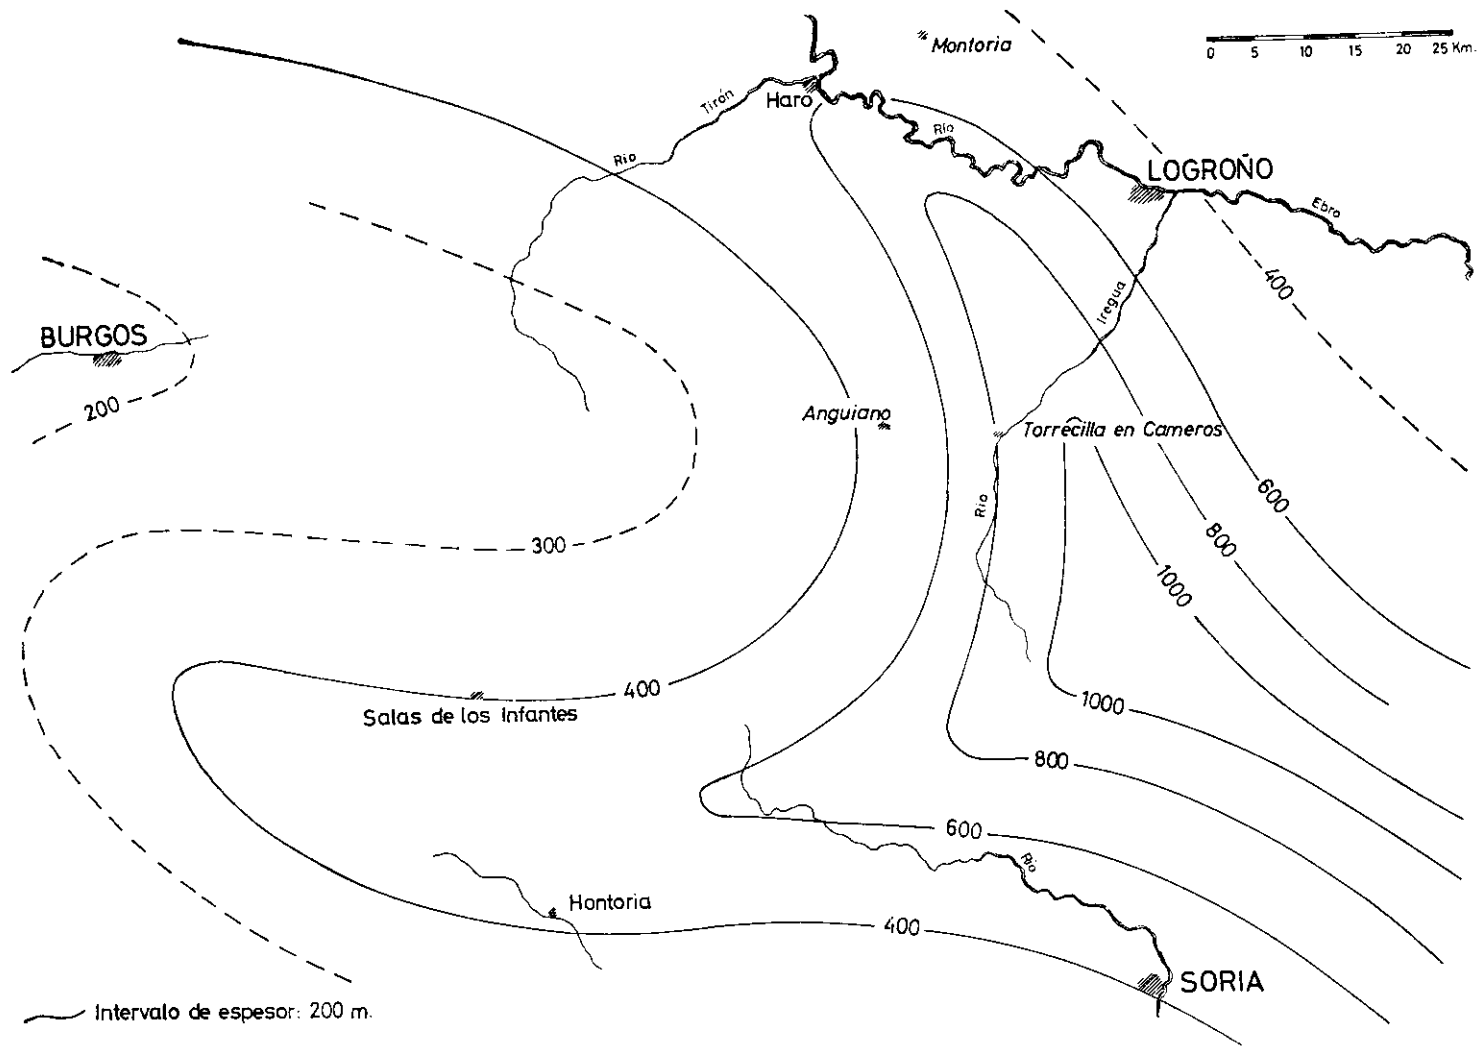 Montoria
0 5 10 15 20 25 Km.
Haro
Río Tirón
Río Ebro
LOGROÑO
400
BURGOS
200
Iregua
Anguiano
Torrecilla en Cameros
Río
600
800
1000
300
400
Salas de los Infantes
1000
800
600
Río
Hontoria
400
SORIA
Intervalo de espesor: 200 m.